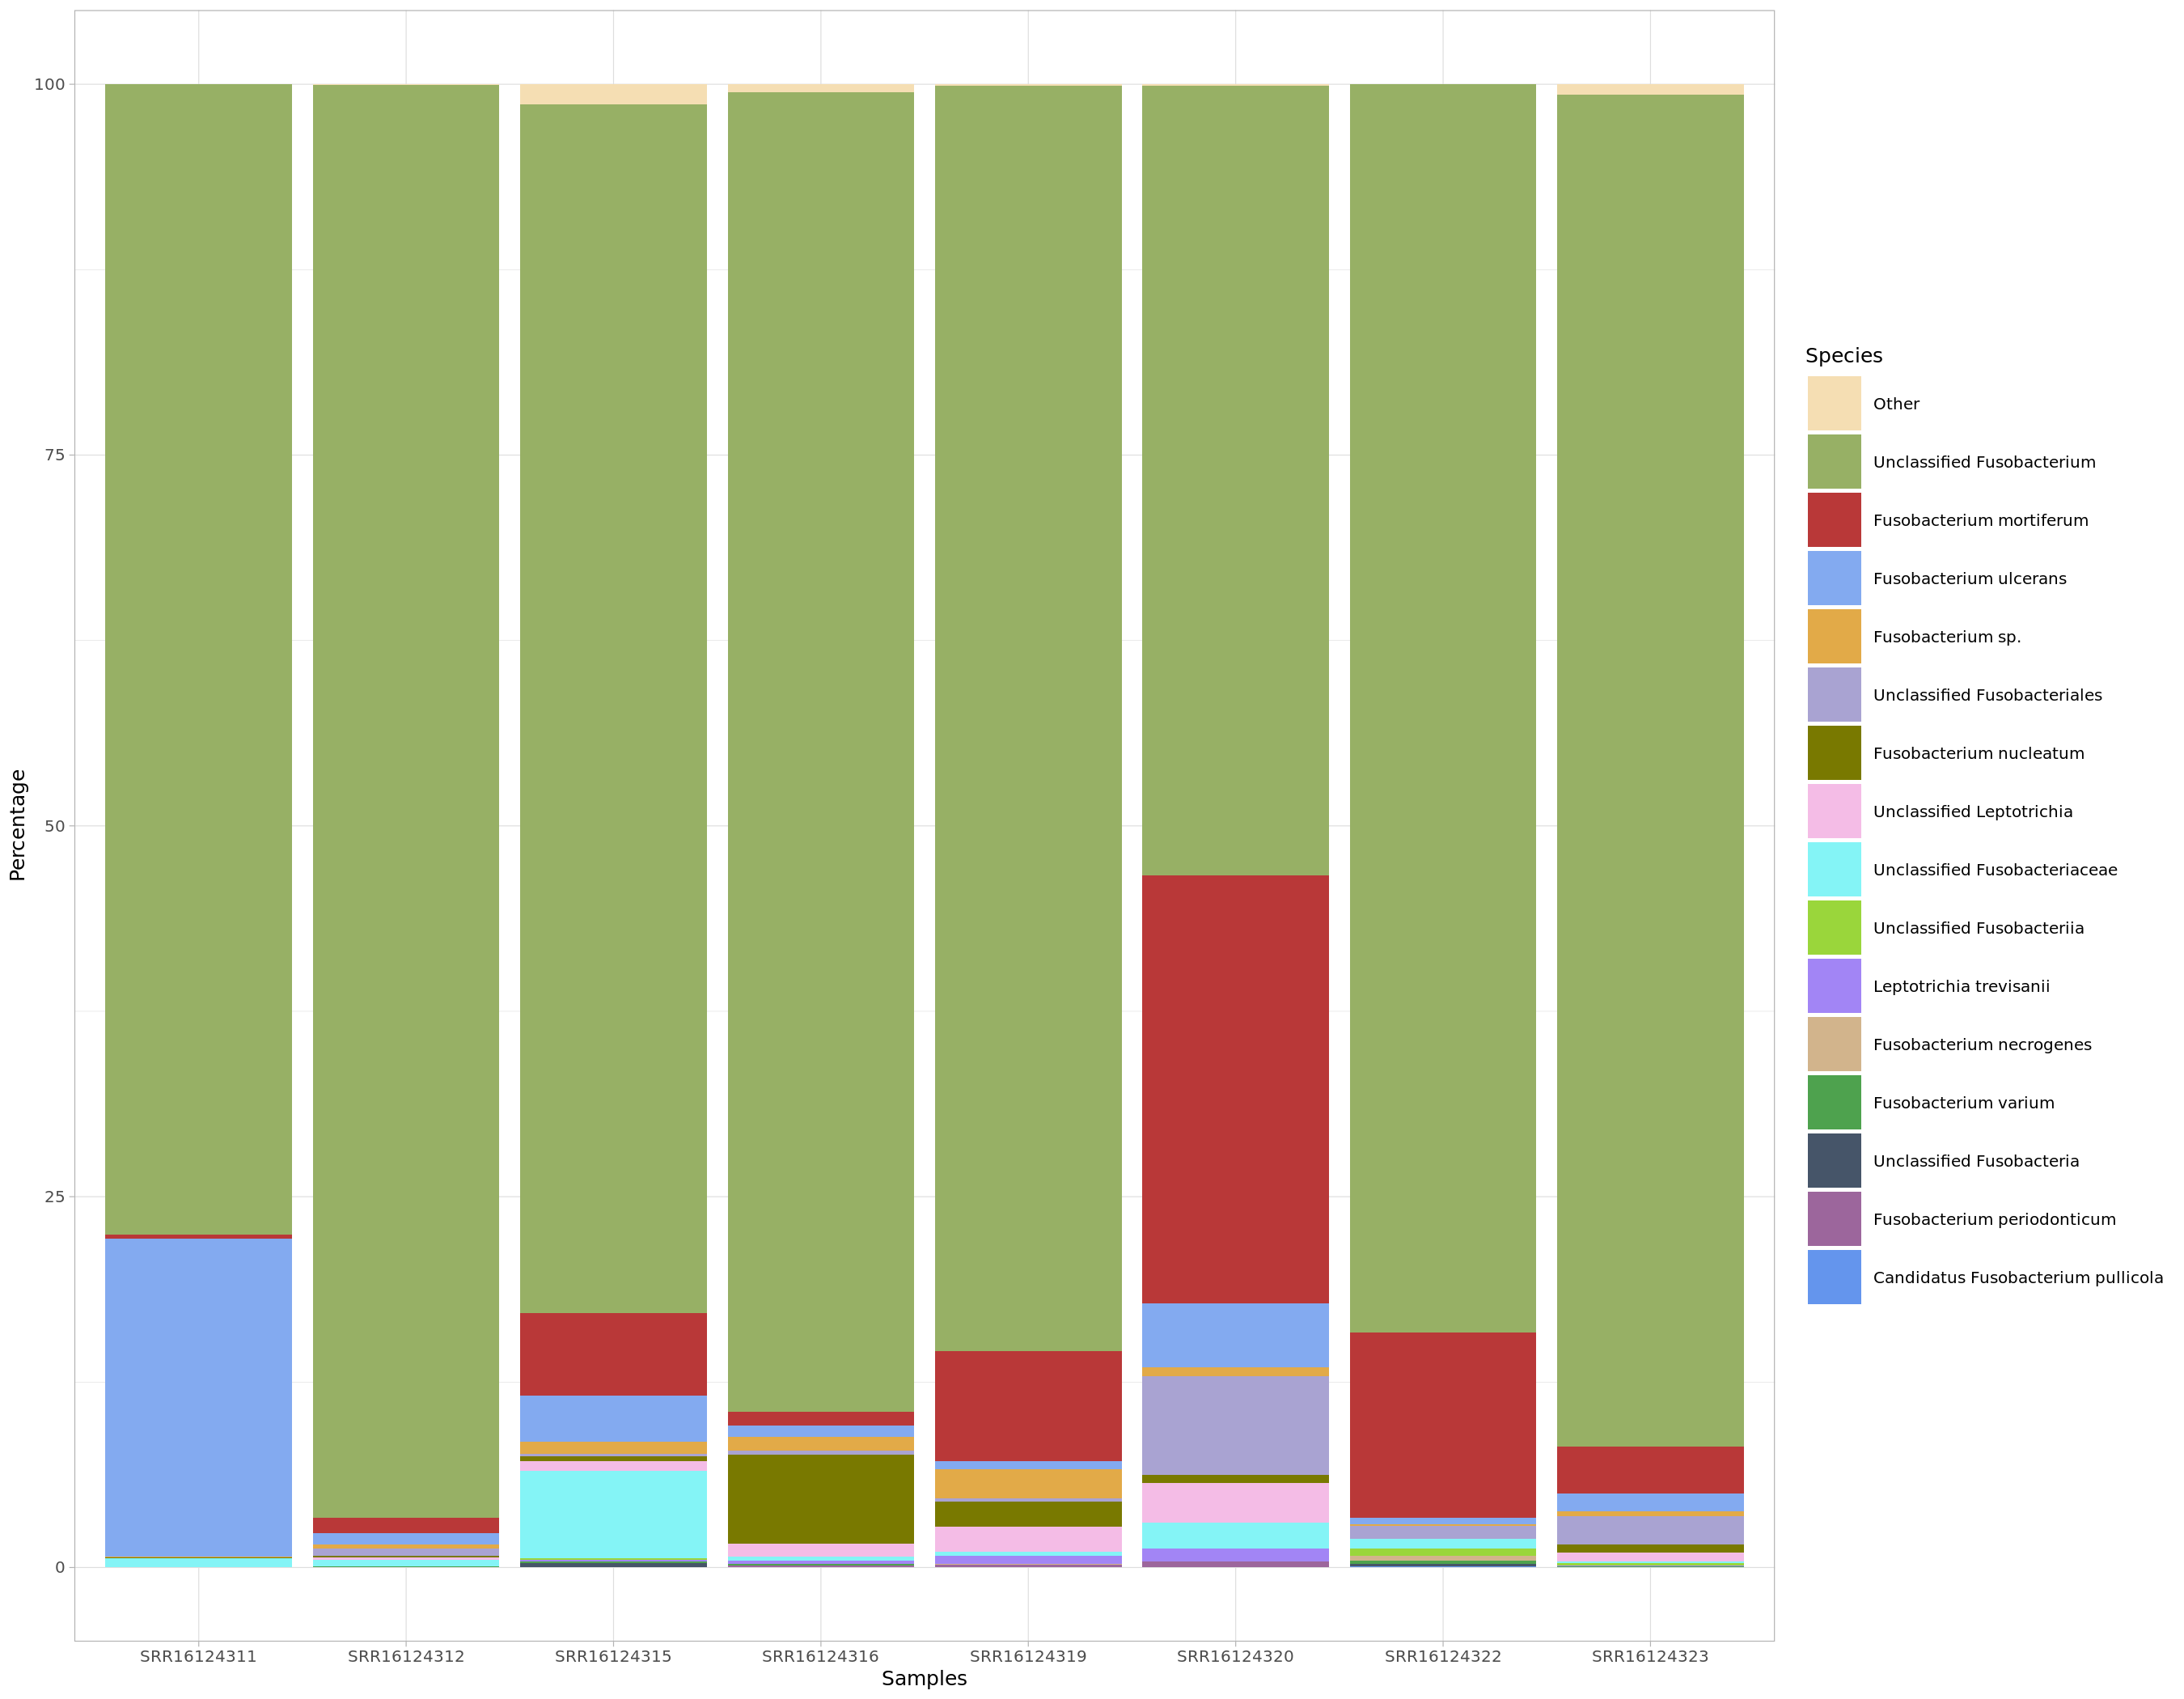 Percentage
100
75
50
25
0
SRR16124311 SRR16124312 SRR16124315 SRR16124316 SRR16124319 SRR16124320 SRR16124322 SRR16124323
Samples
Species
Other
Unclassified Fusobacterium
Fusobacterium mortiferum
Fusobacterium ulcerans
Fusobacterium sp.
Unclassified Fusobacteriales
Fusobacterium nucleatum
Unclassified Leptotrichia
Unclassified Fusobacteriaceae
Unclassified Fusobacteriia
Leptotrichia trevisanii
Fusobacterium necrogenes
Fusobacterium varium
Unclassified Fusobacteria
Fusobacterium periodonticum
Candidatus Fusobacterium pullicola